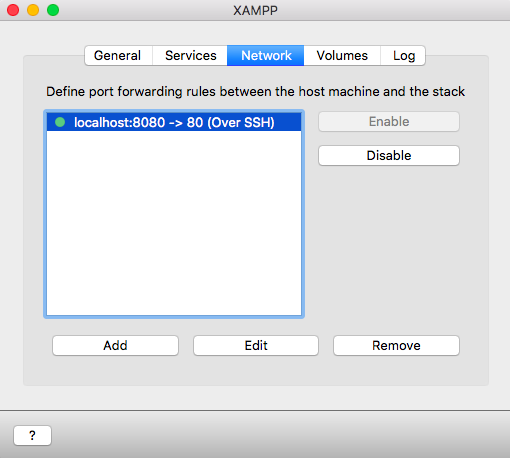 XAMPP
General Services Network Volumes Log
Define port forwarding rules between the host machine and the stack
localhost:8080 -> 80 (Over SSH)
Enable
Disable
Add Edit Remove
?